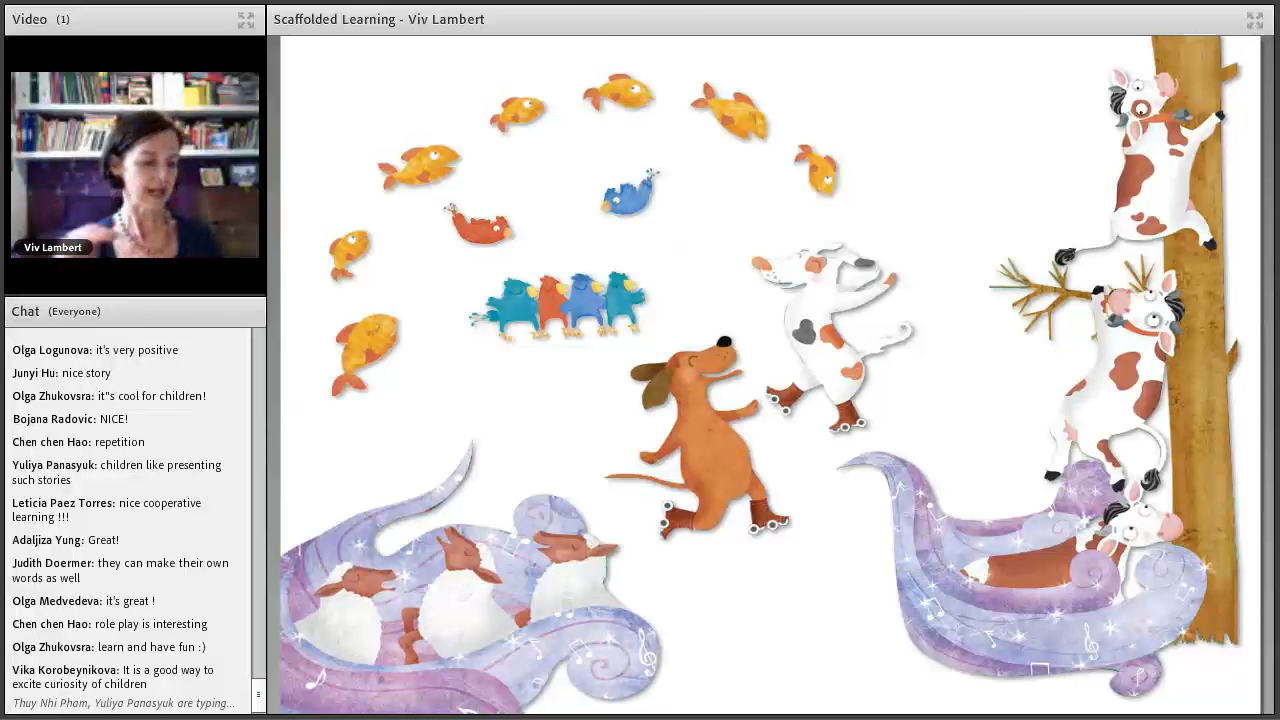 Video (1)
Scaffolded Learning - Viv Lambert
Viv Lambert
Chat (Everyone)
Olga Logunova: it's very positive
Junyi Hu: nice story
Olga Zhukovsra: it"s cool for children!
Bojana Radovic: NICE!
Chen chen Hao: repetition
Yuliya Panasyuk: children like presenting
such stories
Leticia Paez Torres: nice cooperative
learning !!!
Adaljiza Yung: Great!
Judith Doermer: they can make their own
words as well
Olga Medvedeva: it's great !
Chen chen Hao: role play is interesting
Olga Zhukovsra: learn and have fun :)
Vika Korobeynikova: It is a good way to
excite curiosity of children
Thuy Nhi Pham, Yuliya Panasyuk are typing...